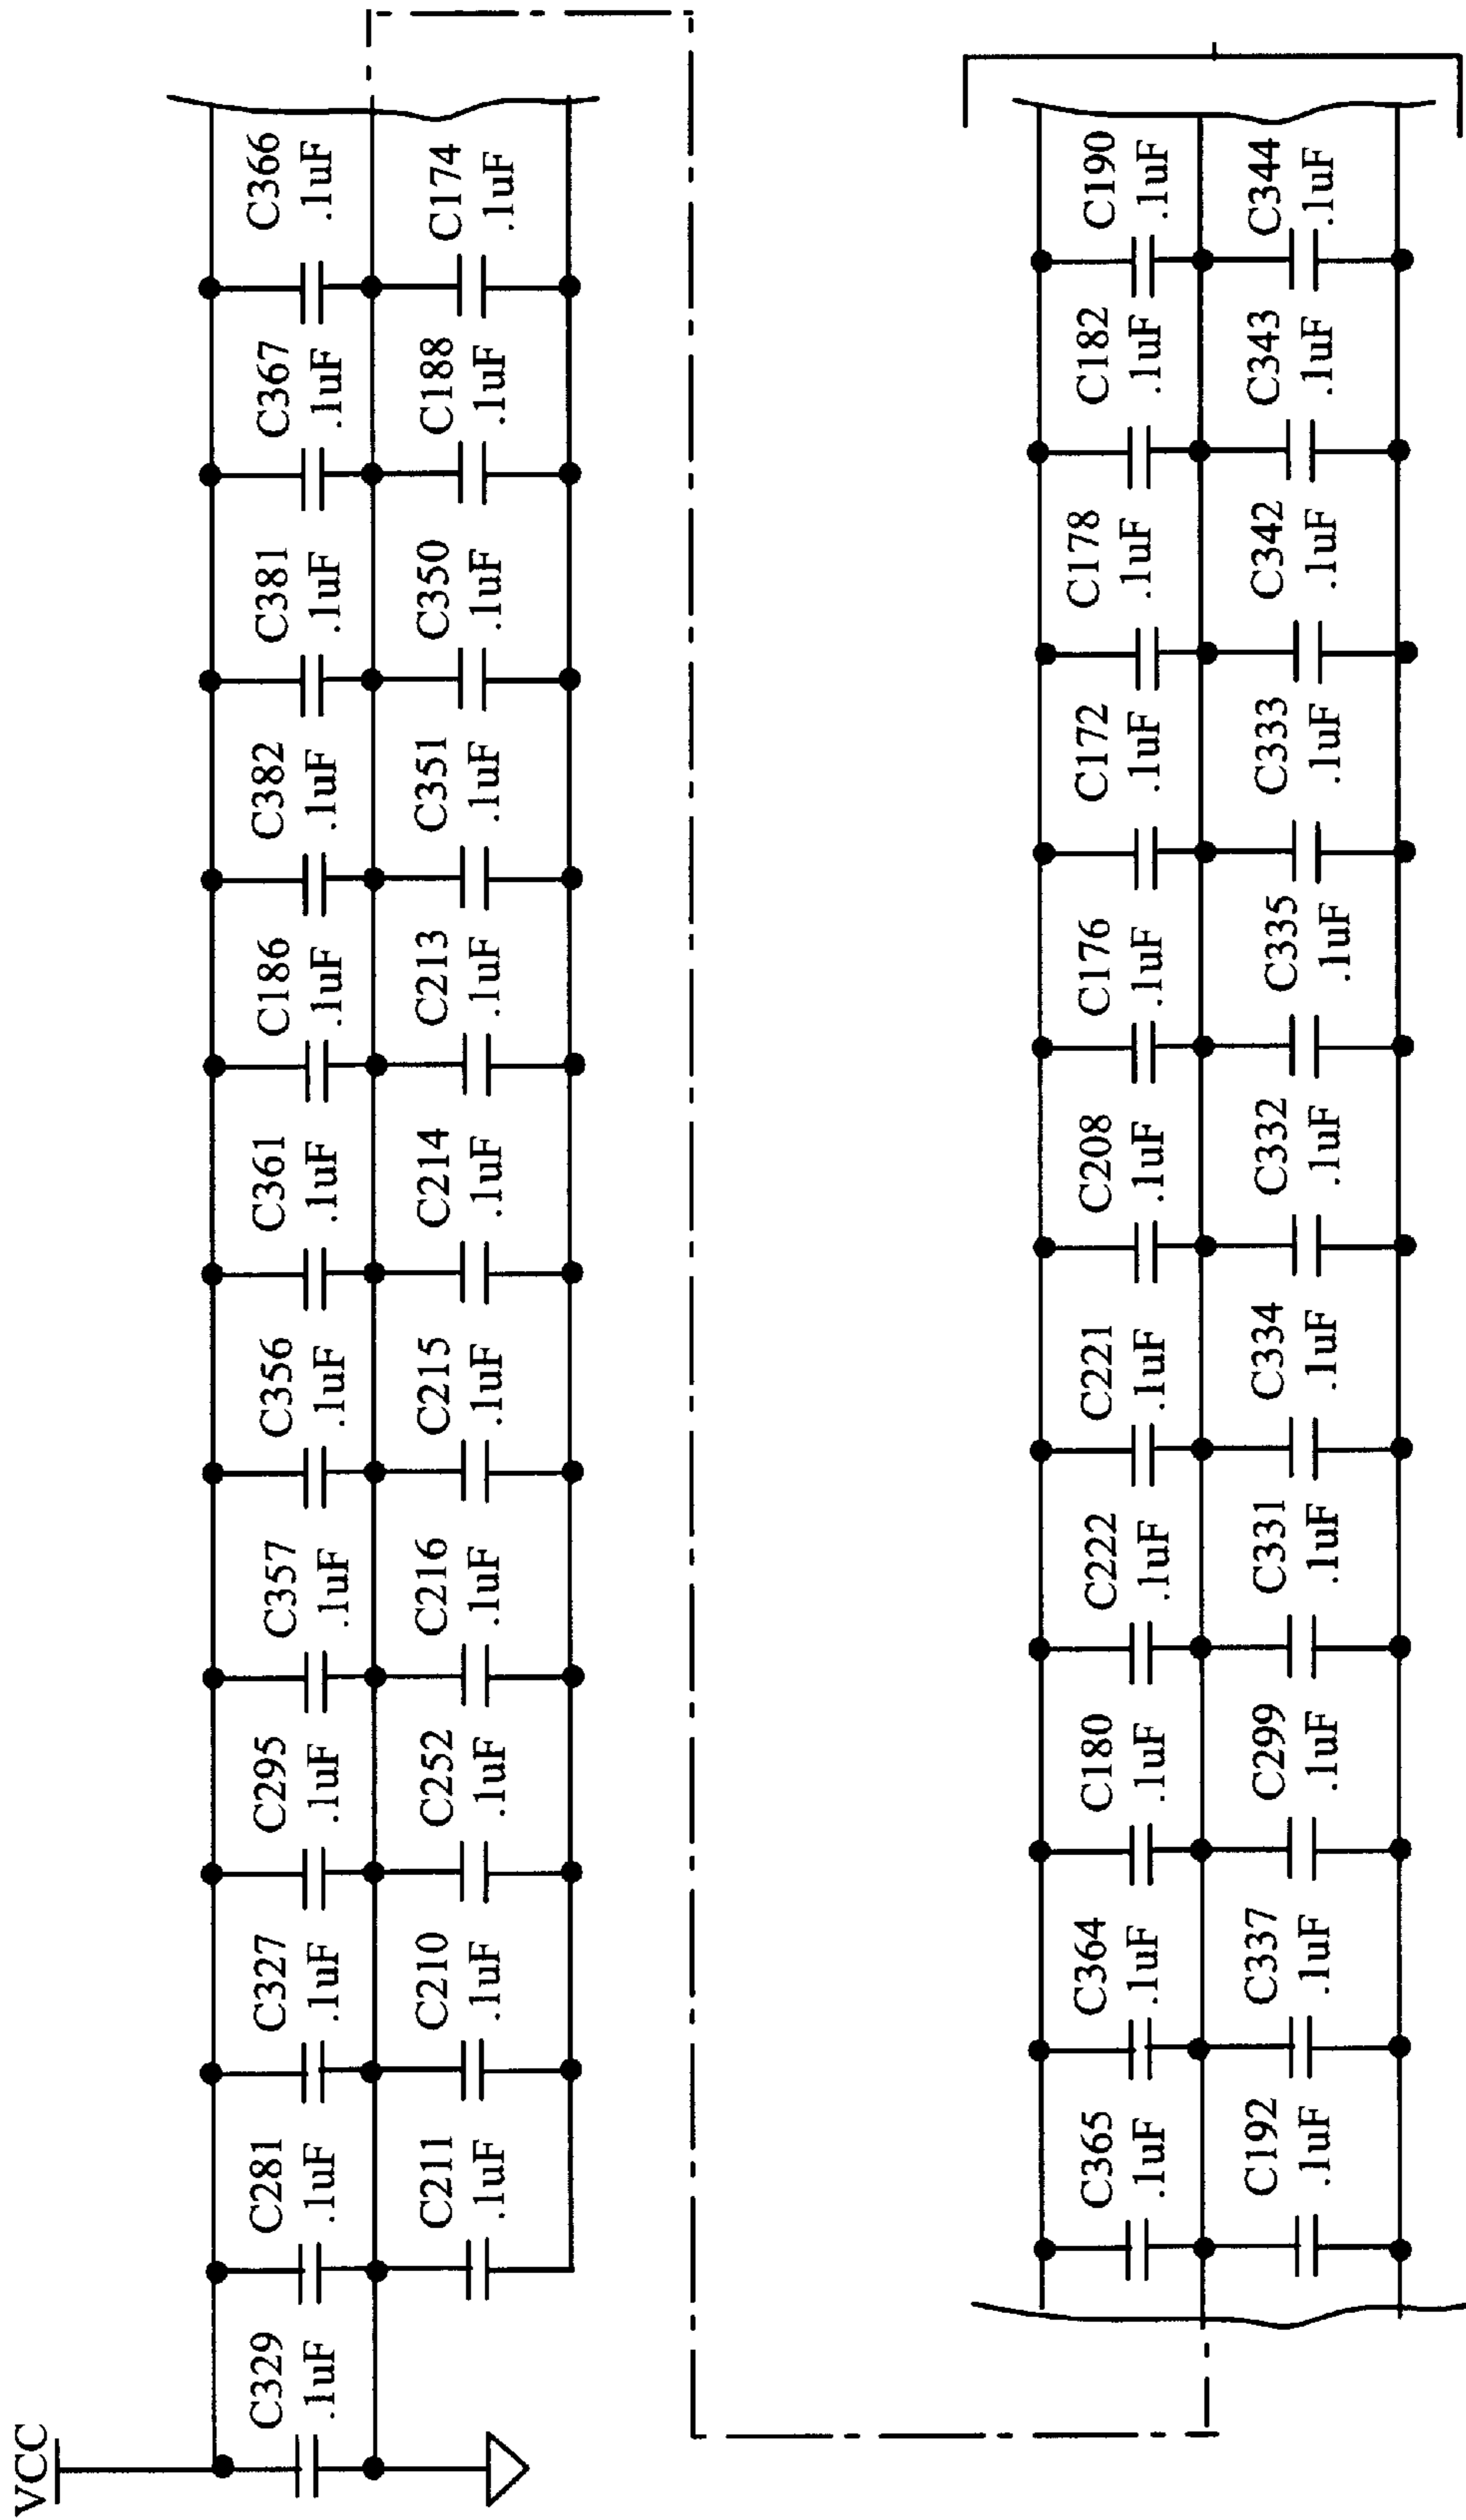 VCC
C329
.1uF
C281
.1uF
C327
.1uF
C295
.1uF
C357
.1uF
C356
.1uF
C361
.1uF
C186
.1uF
C382
.1uF
C381
.1uF
C367
.1uF
C366
.1uF
C211
.1uF
C210
.1uF
C252
.1uF
C216
.1uF
C215
.1uF
C214
.1uF
C213
.1uF
C351
.1uF
C350
.1uF
C188
.1uF
C174
.1uF
C365
.1uF
C364
.1uF
C180
.1uF
C222
.1uF
C221
.1uF
C208
.1uF
C176
.1uF
C172
.1uF
C178
.1uF
C182
.1uF
C190
.1uF
C192
.1uF
C337
.1uF
C299
.1uF
C331
.1uF
C334
.1uF
C332
.1uF
C335
.1uF
C333
.1uF
C342
.1uF
C343
.1uF
C344
.1uF